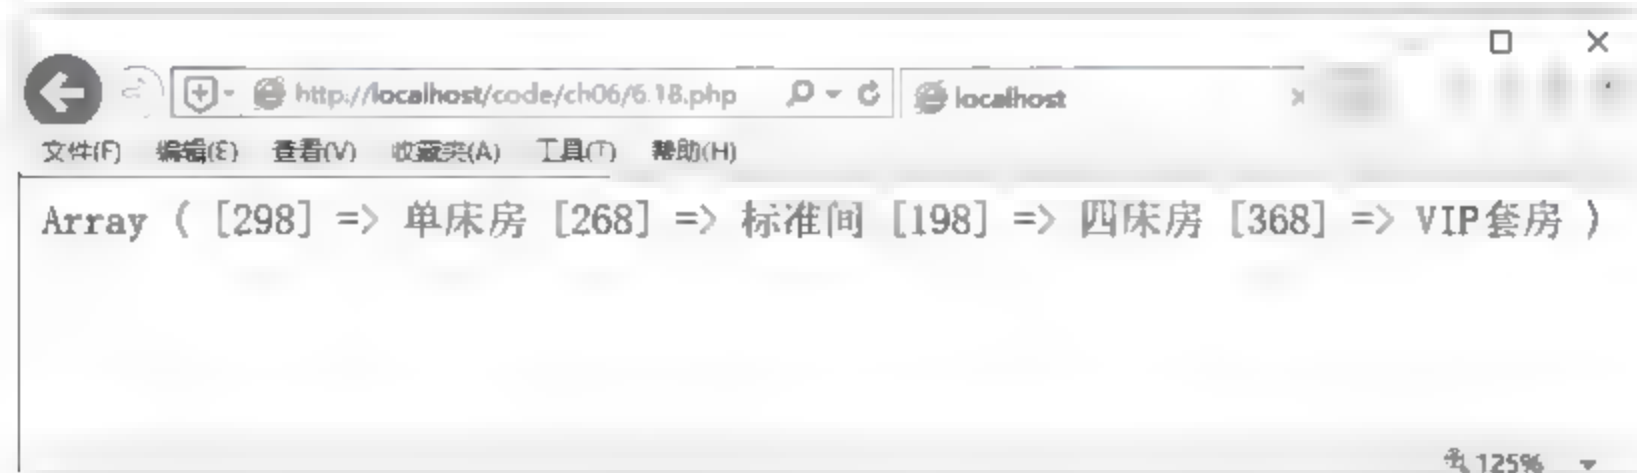 http://localhost/code/ch06/6.18.php localhost
文件(F) 编辑(E) 查看(V) 收藏夹(A) 工具(T) 帮助(H)
Array ( [298] => 单床房 [268] => 标准间 [198] => 四床房 [368] => VIP套房 )
125%